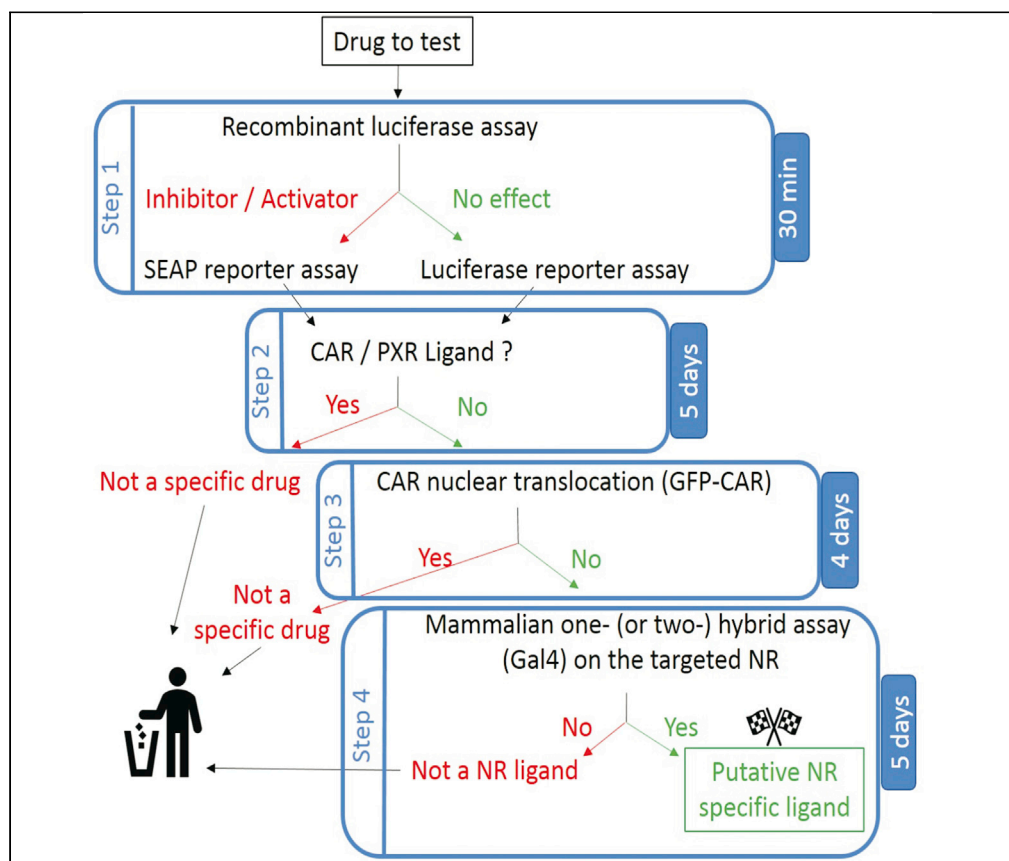 Drug to test
Step 1
Recombinant luciferase assay
Inhibitor / Activator
No effect
SEAP reporter assay
Luciferase reporter assay
30 min
Step 2
CAR / PXR Ligand ?
Yes
No
5 days
Not a specific drug
Step 3
CAR nuclear translocation (GFP-CAR)
Yes
No
4 days
Not a
specific drug
Step 4
Mammalian one- (or two-) hybrid assay
(Gal4) on the targeted NR
No
Yes
Not a NR ligand
Putative NR
specific ligand
5 days